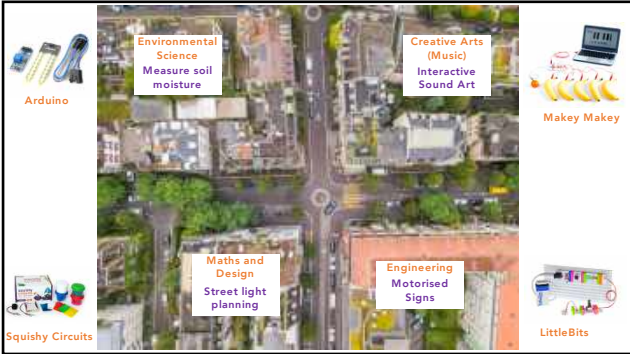 Environmental
Science
Measure soil
moisture
Creative Arts
(Music)
Interactive
Sound Art
Arduino
Makey Makey
Maths and
Design
Street light
planning
Engineering
Motorised
Signs
Squishy Circuits
LittleBits